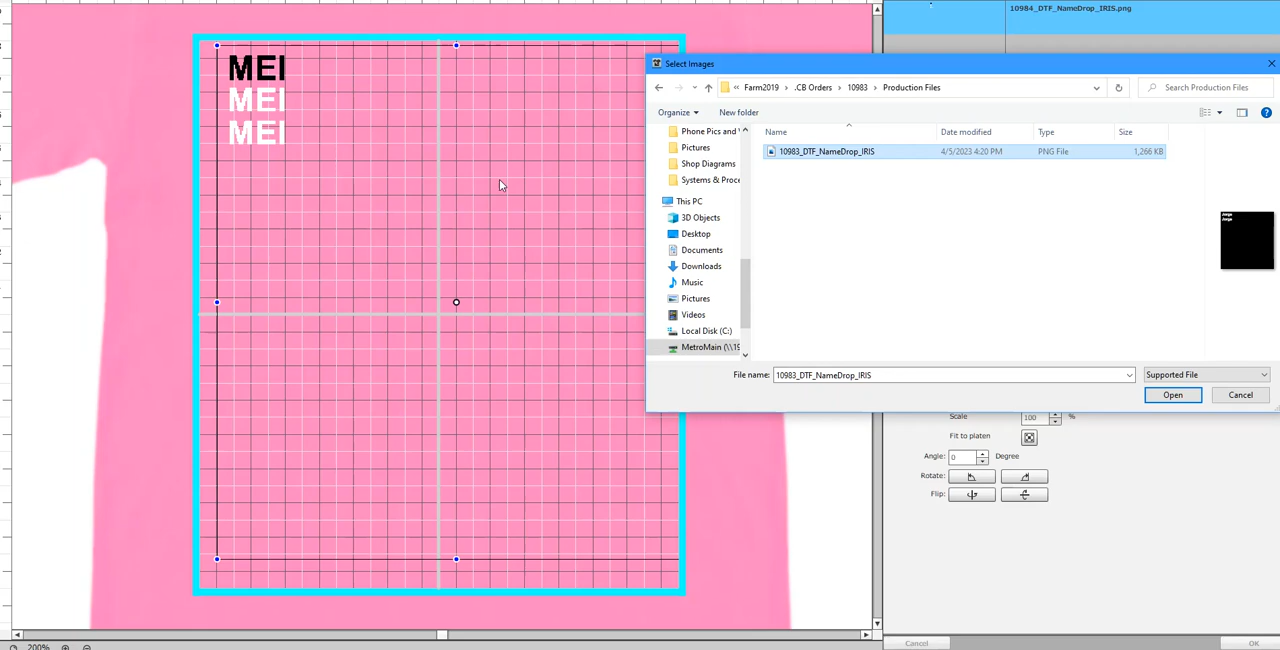 10984_DTF_NameDrop_IRIS.png
MEI
MEI
MEI
Select Images
« Farm2019 › .CB Orders › 10983 › Production Files
Search Production Files
Organize
New folder
Name
Date modified
Type
Size
Phone Pics and
Pictures
Shop Diagrams
Systems & Proce
This PC
3D Objects
Desktop
Documents
Downloads
Music
Pictures
Videos
Local Disk (C:)
MetroMain (\\19
10983_DTF_NameDrop_IRIS
4/5/2023 4:20 PM
PNG File
1,266 KB
Jorge
Jorge
File name:
10983_DTF_NameDrop_IRIS
Supported File
Open
Cancel
Scale
100
%
Fit to platen
Angle:
0
Degree
Rotate:
Flip:
200%
Cancel
OK